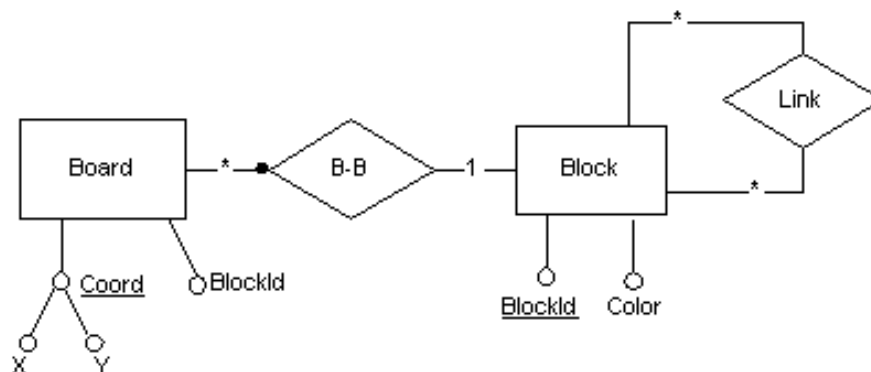 *
Link
Board
*
B-B
1
Block
*
Coord
BlockId
BlockId
Color
X
Y